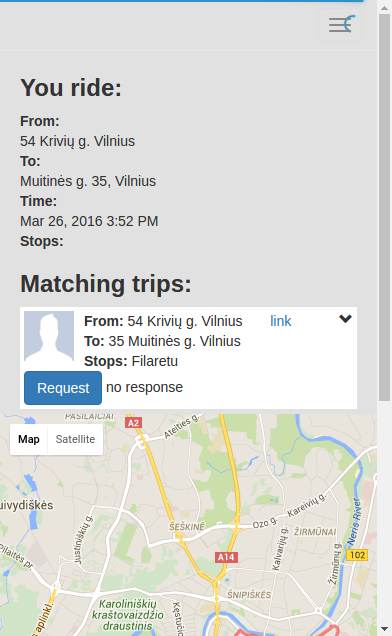 You ride:
From:
54 Krivių g. Vilnius
To:
Muitinės g. 35, Vilnius
Time:
Mar 26, 2016 3:52 PM
Stops:
Matching trips:
From: 54 Krivių g. Vilnius link
To: 35 Muitinės g. Vilnius
Stops: Filaretu
Request no response
PAŠILAIČIAI
A2
Ateities g.
Map Satellite
uivydiškės
Justiniškių g.
ŠEŠKINĖ
Ozo g.
Kareivių g.
ŽIRMŪNAI
Neris River
Pilaitės pr.
A14
Kalvarijų g.
Žirmūnų g.
102
Karoliniškių
kraštovaizdžio
draustinis
ŠNIPIŠKĖS